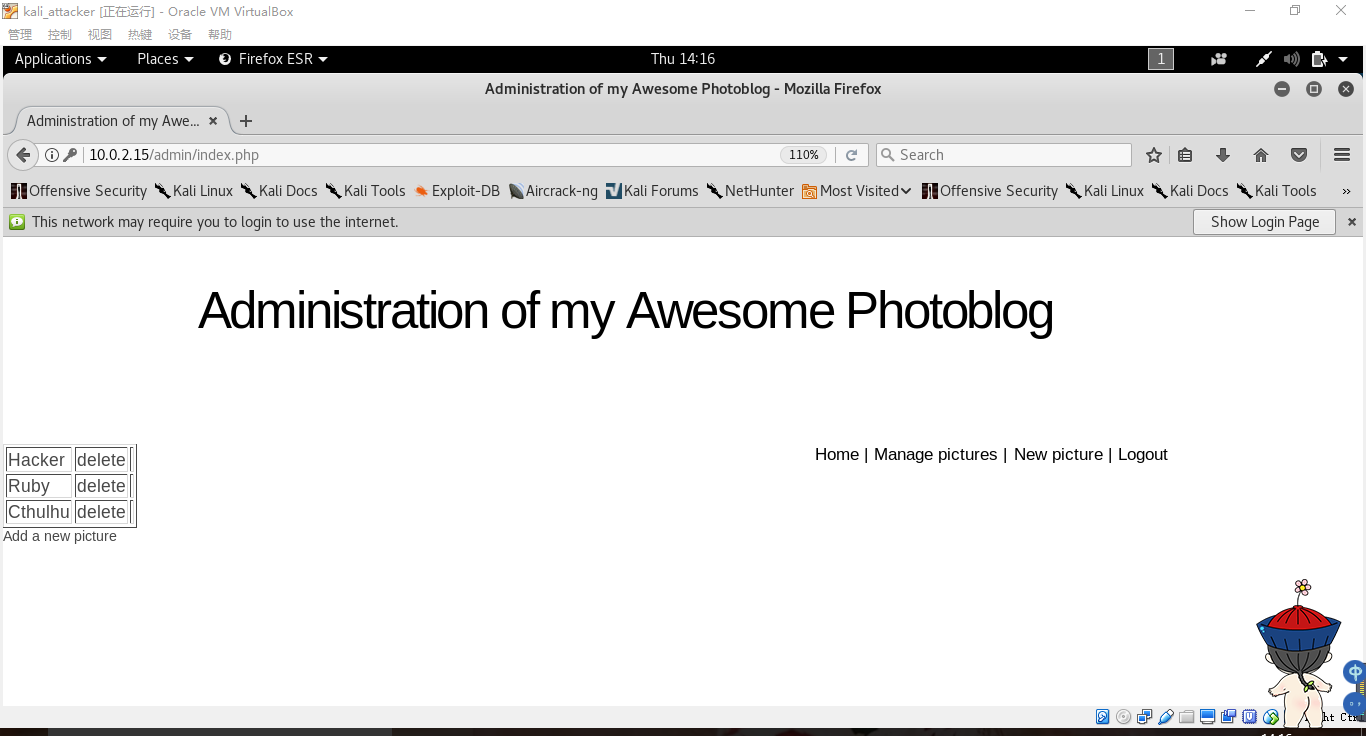 kali_attacker [正在运行] - Oracle VM VirtualBox
管理 控制 视图 热键 设备 帮助
Applications Places Firefox ESR Thu 14:16 1
Administration of my Awesome Photoblog - Mozilla Firefox
Administration of my Awe...
10.0.2.15/admin/index.php 110% Search
Offensive Security Kali Linux Kali Docs Kali Tools Exploit-DB Aircrack-ng Kali Forums NetHunter Most Visited Offensive Security Kali Linux Kali Docs Kali Tools »
This network may require you to login to use the internet. Show Login Page
Administration of my Awesome Photoblog
Home | Manage pictures | New picture | Logout
Hacker delete
Ruby delete
Cthulhu delete
Add a new picture
中